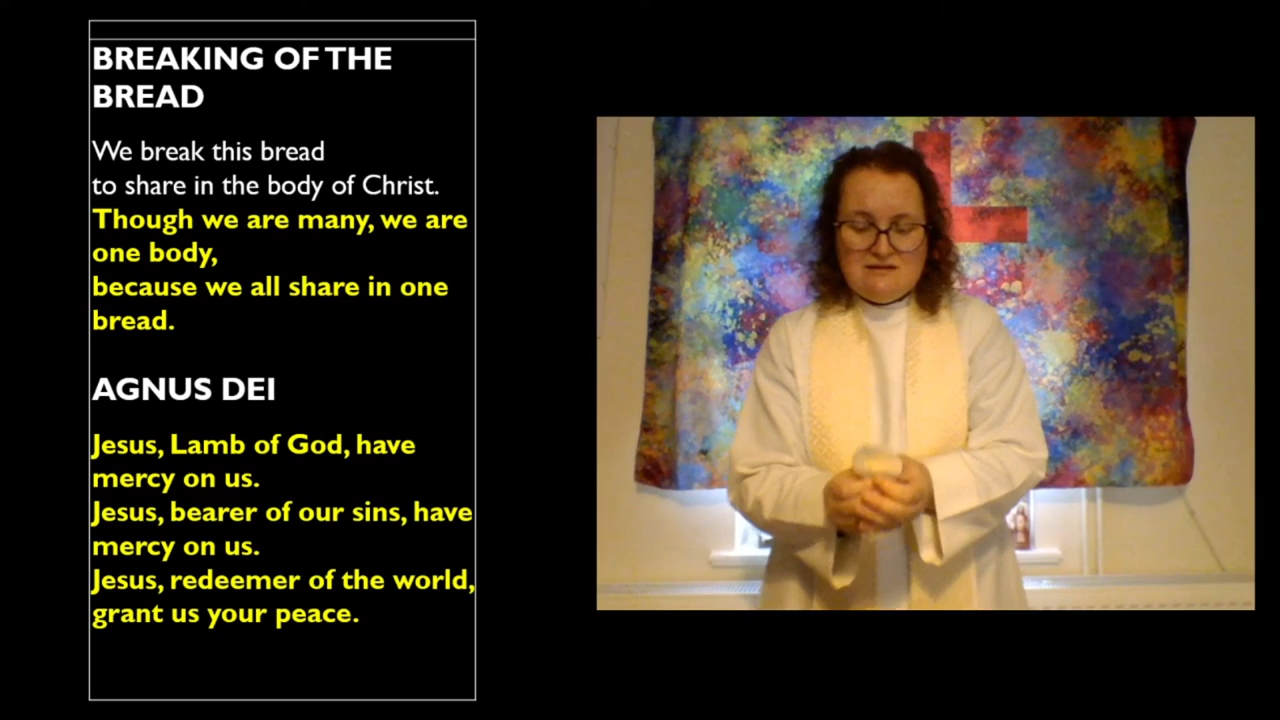 BREAKING OF THE
BREAD
We break this bread
to share in the body of Christ.
Though we are many, we are
one body,
because we all share in one
bread.
AGNUS DEI
Jesus, Lamb of God, have
mercy on us.
Jesus, bearer of our sins, have
mercy on us.
Jesus, redeemer of the world,
grant us your peace.